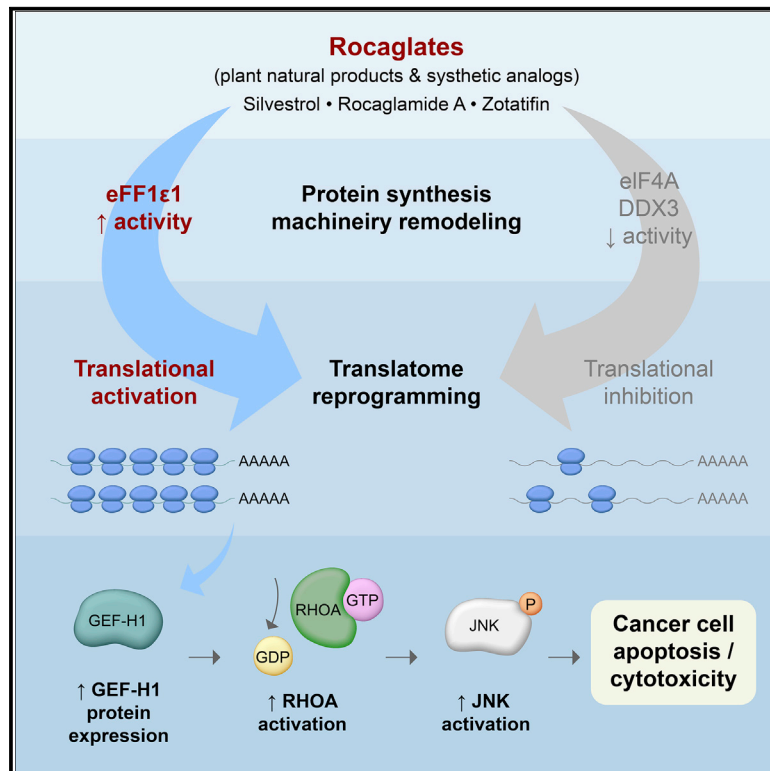 Rocaglates
(plant natural products & systhetic analogs)
Silvestrol • Rocaglamide A • Zotatifin
eFF1ε1
↑ activity
Protein synthesis
machineiry remodeling
eIF4A
DDX3
↓ activity
Translational
activation
Translatome
reprogramming
Translational
inhibition
AAAAA
AAAAA
AAAAA
AAAAA
GEF-H1
RHOA
GTP
GDP
JNK
P
↑ GEF-H1
protein
expression
↑ RHOA
activation
↑ JNK
activation
Cancer cell
apoptosis /
cytotoxicity